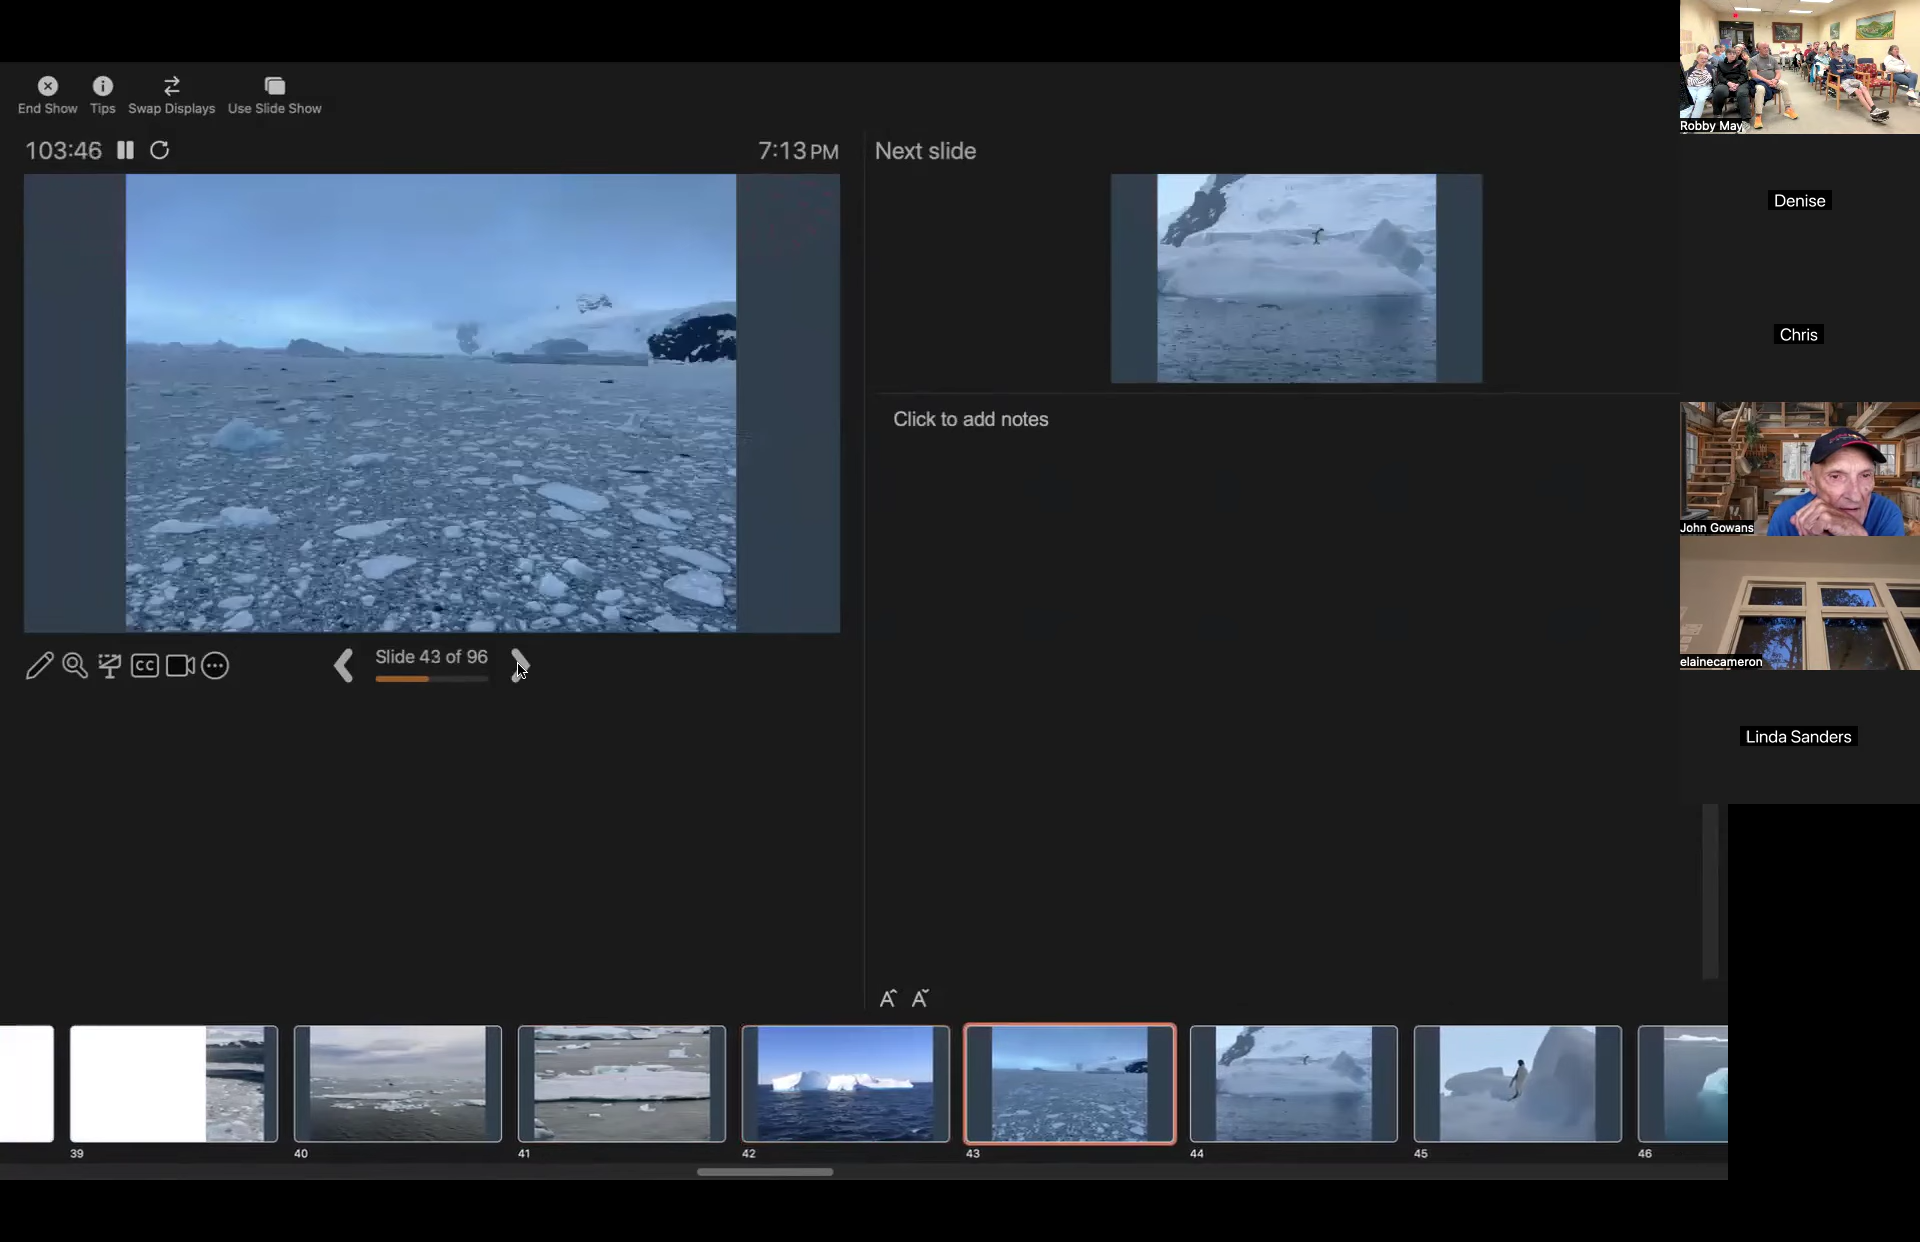 End Show
Tips
Swap Displays
Use Slide Show
103:46
7:13 PM
Next slide
Click to add notes
CC
Slide 43 of 96
A
A
39
40
41
42
43
44
45
46
Robby May
Denise
Chris
John Gowans
elainecameron
Linda Sanders